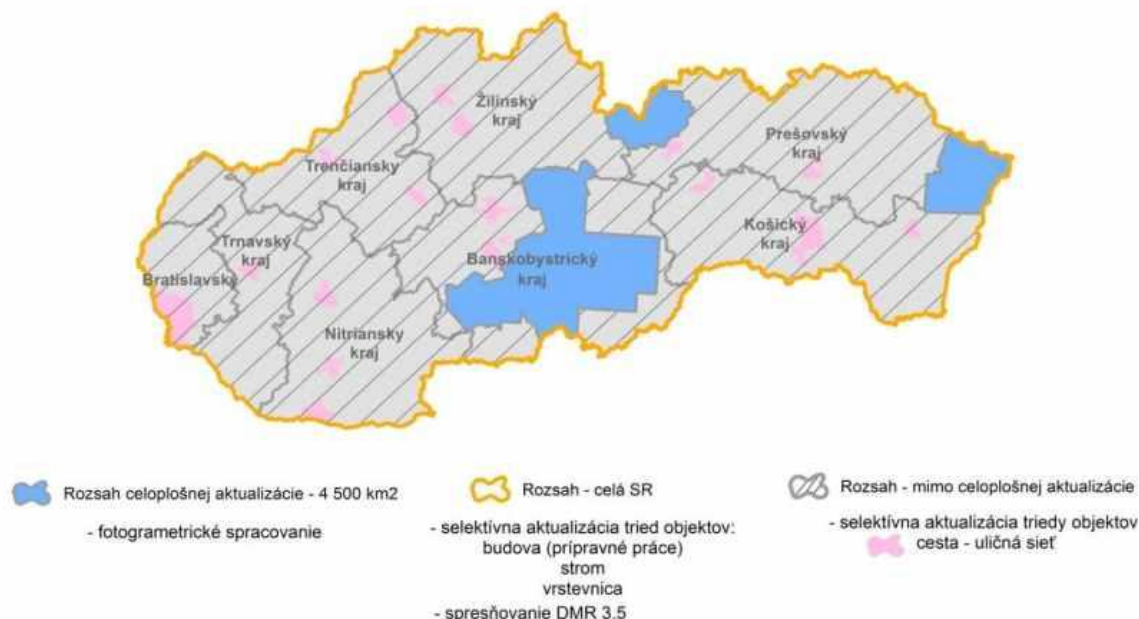 Žilinský
kraj
Prešovský
kraj
Trenčiansky
kraj
Košický
kraj
Trnavský
kraj
Banskobystrický
kraj
Bratislavský
Nitriansky
kraj
Rozsah celoplošnej aktualizácie - 4 500 km2
- fotogrametrické spracovanie
Rozsah - celá SR
- selektívna aktualizácia tried objektov:
budova (prípravné práce)
strom
vrstevnica
- spresňovanie DMR 3.5
Rozsah - mimo celoplošnej aktualizácie
- selektívna aktualizácia triedy objektov
cesta - uličná sieť